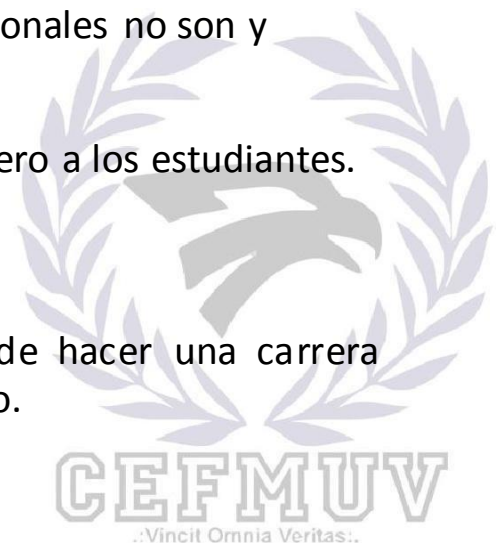 onales no son y
ero a los estudiantes.
de hacer una carrera
o.
CEFMUV
.:Vincit Omnia Veritas:.